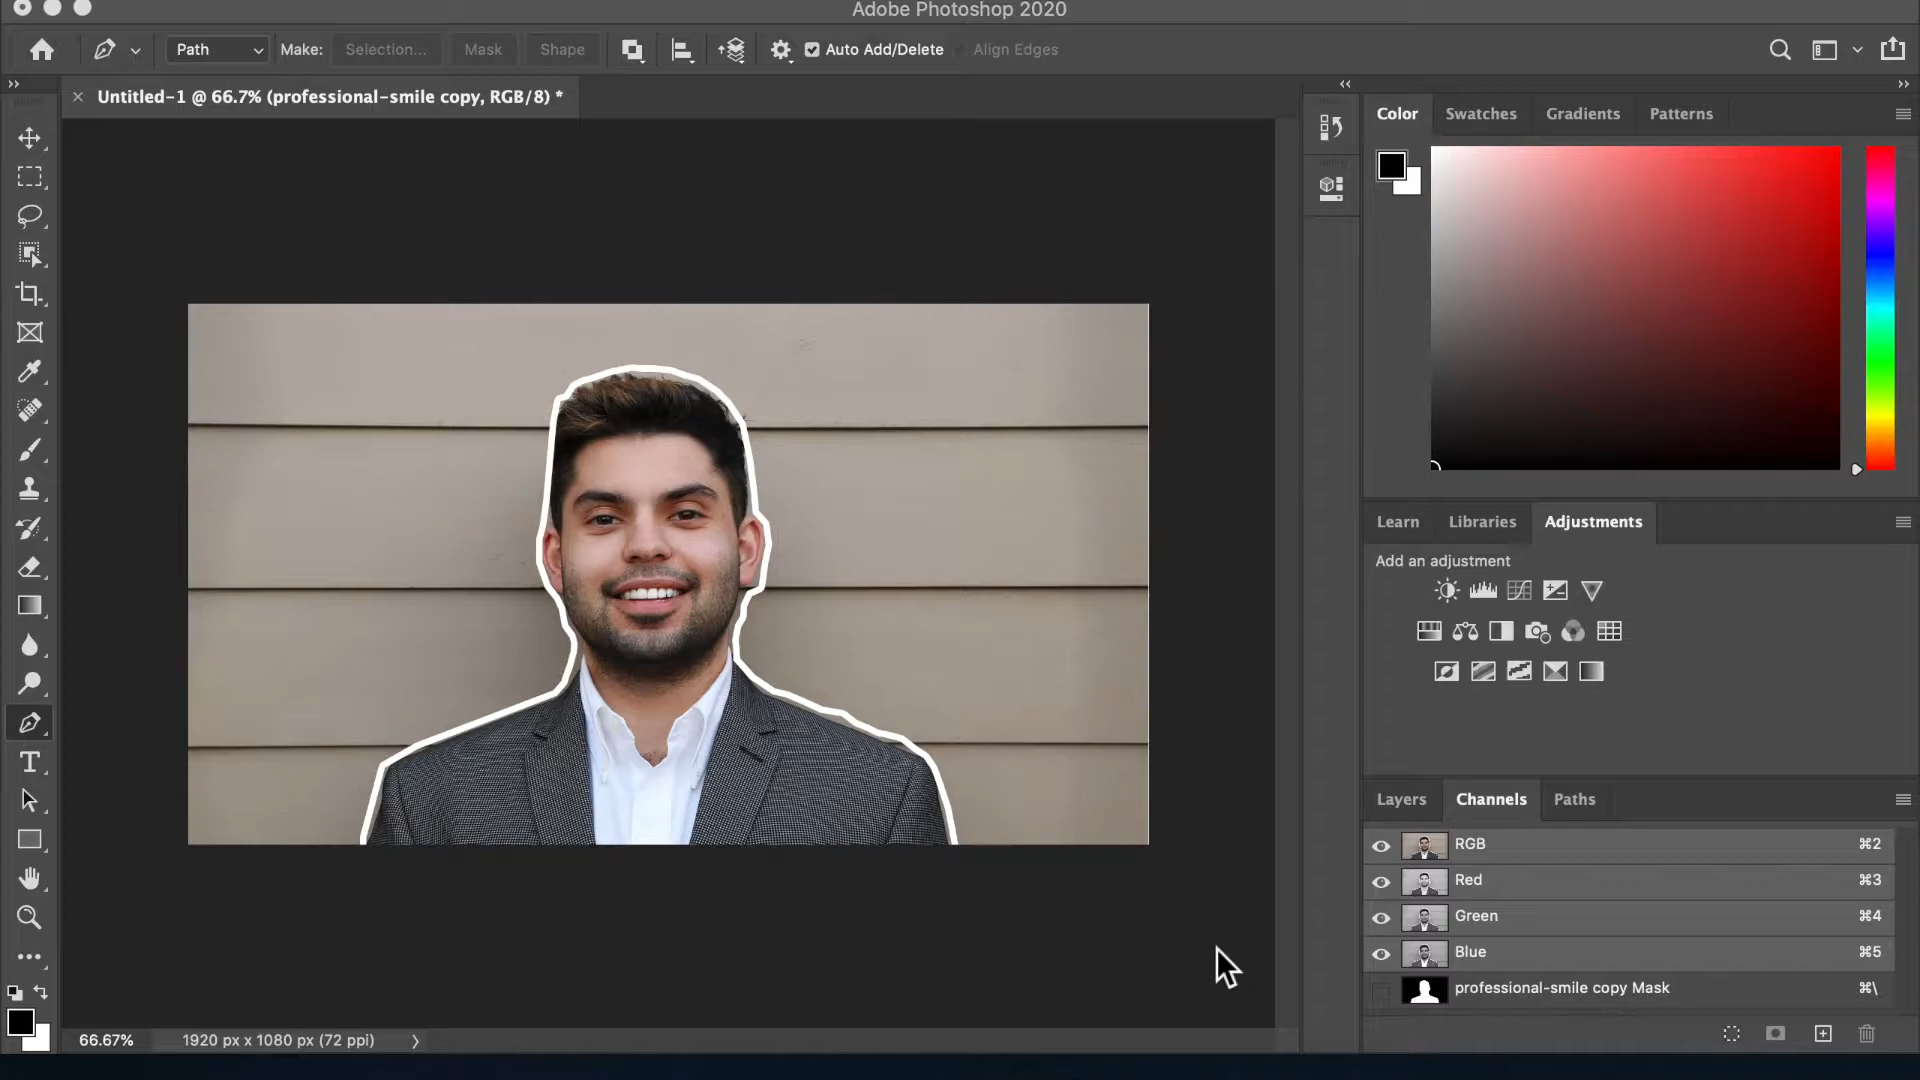 Adobe Photoshop 2020
Path
Make:
Selection...
Mask
Shape
Auto Add/Delete
Align Edges
Untitled-1 @ 66.7% (professional-smile copy, RGB/8) *
Color
Swatches
Gradients
Patterns
Learn
Libraries
Adjustments
Add an adjustment
Layers
Channels
Paths
RGB ⌘2
Red ⌘3
Green ⌘4
Blue ⌘5
professional-smile copy Mask ⌘\
66.67%
1920 px x 1080 px (72 ppi)